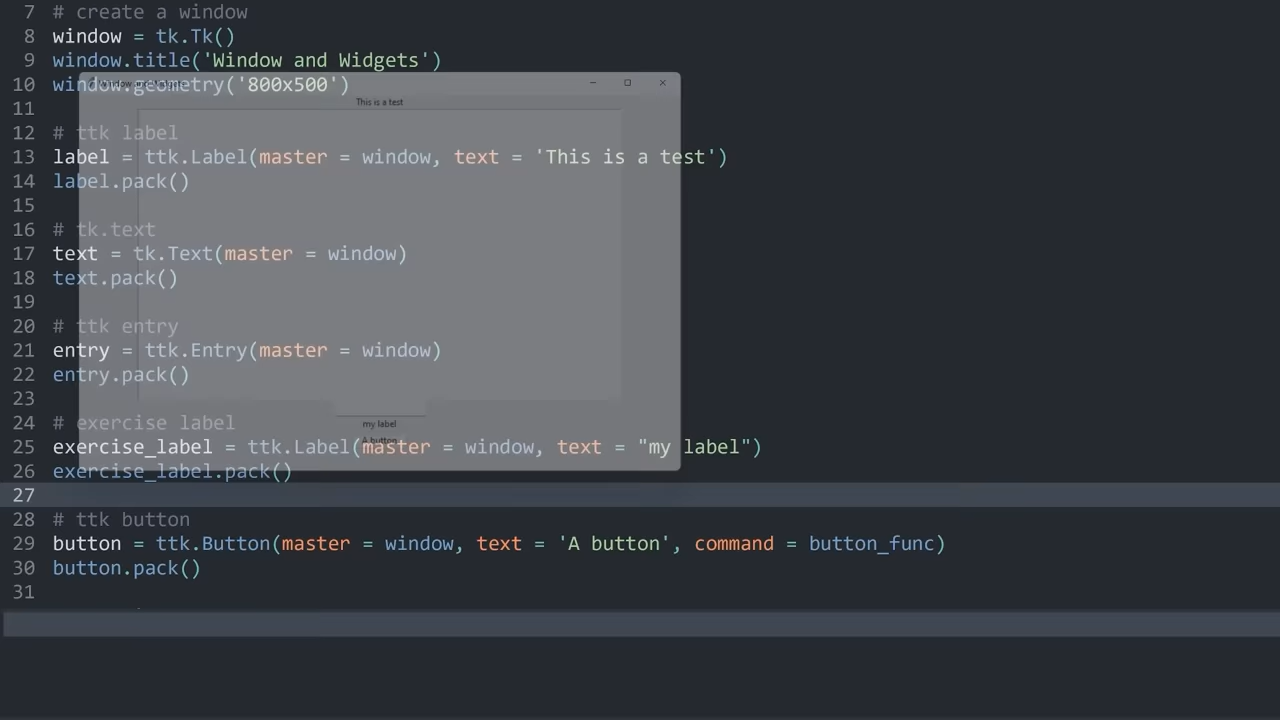 7 # create a window
8 window = tk.Tk()
9 window.title('Window and Widgets')
10 window.geometry('800x500')
This is a test
11
12 # ttk label
13 label = ttk.Label(master = window, text = 'This is a test')
14 label.pack()
15
16 # tk.text
17 text = tk.Text(master = window)
18 text.pack()
19
20 # ttk entry
21 entry = ttk.Entry(master = window)
22 entry.pack()
23
24 # exercise label
my label
A button
25 exercise_label = ttk.Label(master = window, text = "my label")
26 exercise_label.pack()
27
28 # ttk button
29 button = ttk.Button(master = window, text = 'A button', command = button_func)
30 button.pack()
31